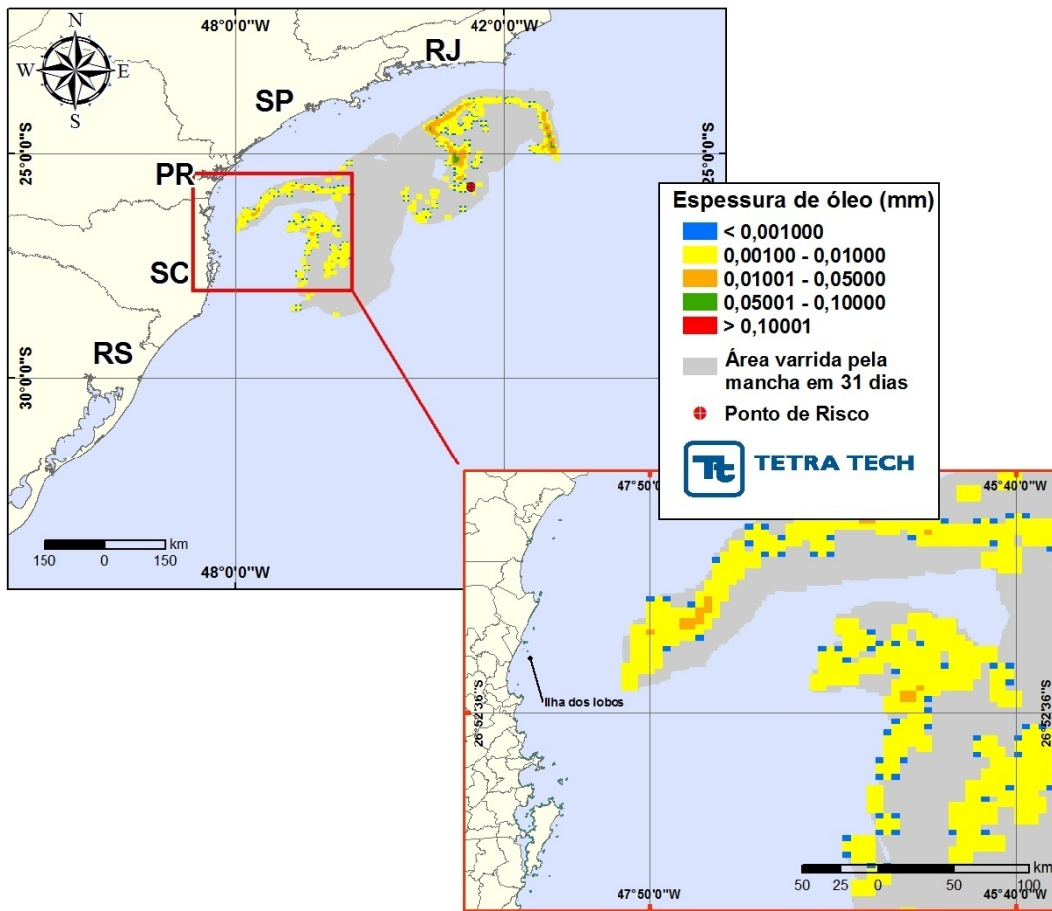 48°0'0"W
42°0'0"W
N
W
E
S
RJ
SP
PR
SC
RS
25°0'0"S
25°0'0"S
30°0'0"S
150
0
150
km
48°0'0"W
Espessura de óleo (mm)
< 0,001000
0,00100 - 0,01000
0,01001 - 0,05000
0,05001 - 0,10000
> 0,10001
Área varrida pela
mancha em 31 dias
Ponto de Risco
Tt
TETRA TECH
47°50'0"W
45°40'0"W
26°52'36"S
26°52'36"S
Ilha dos lobos
50
25
0
50
100
km
47°50'0"W
45°40'0"W